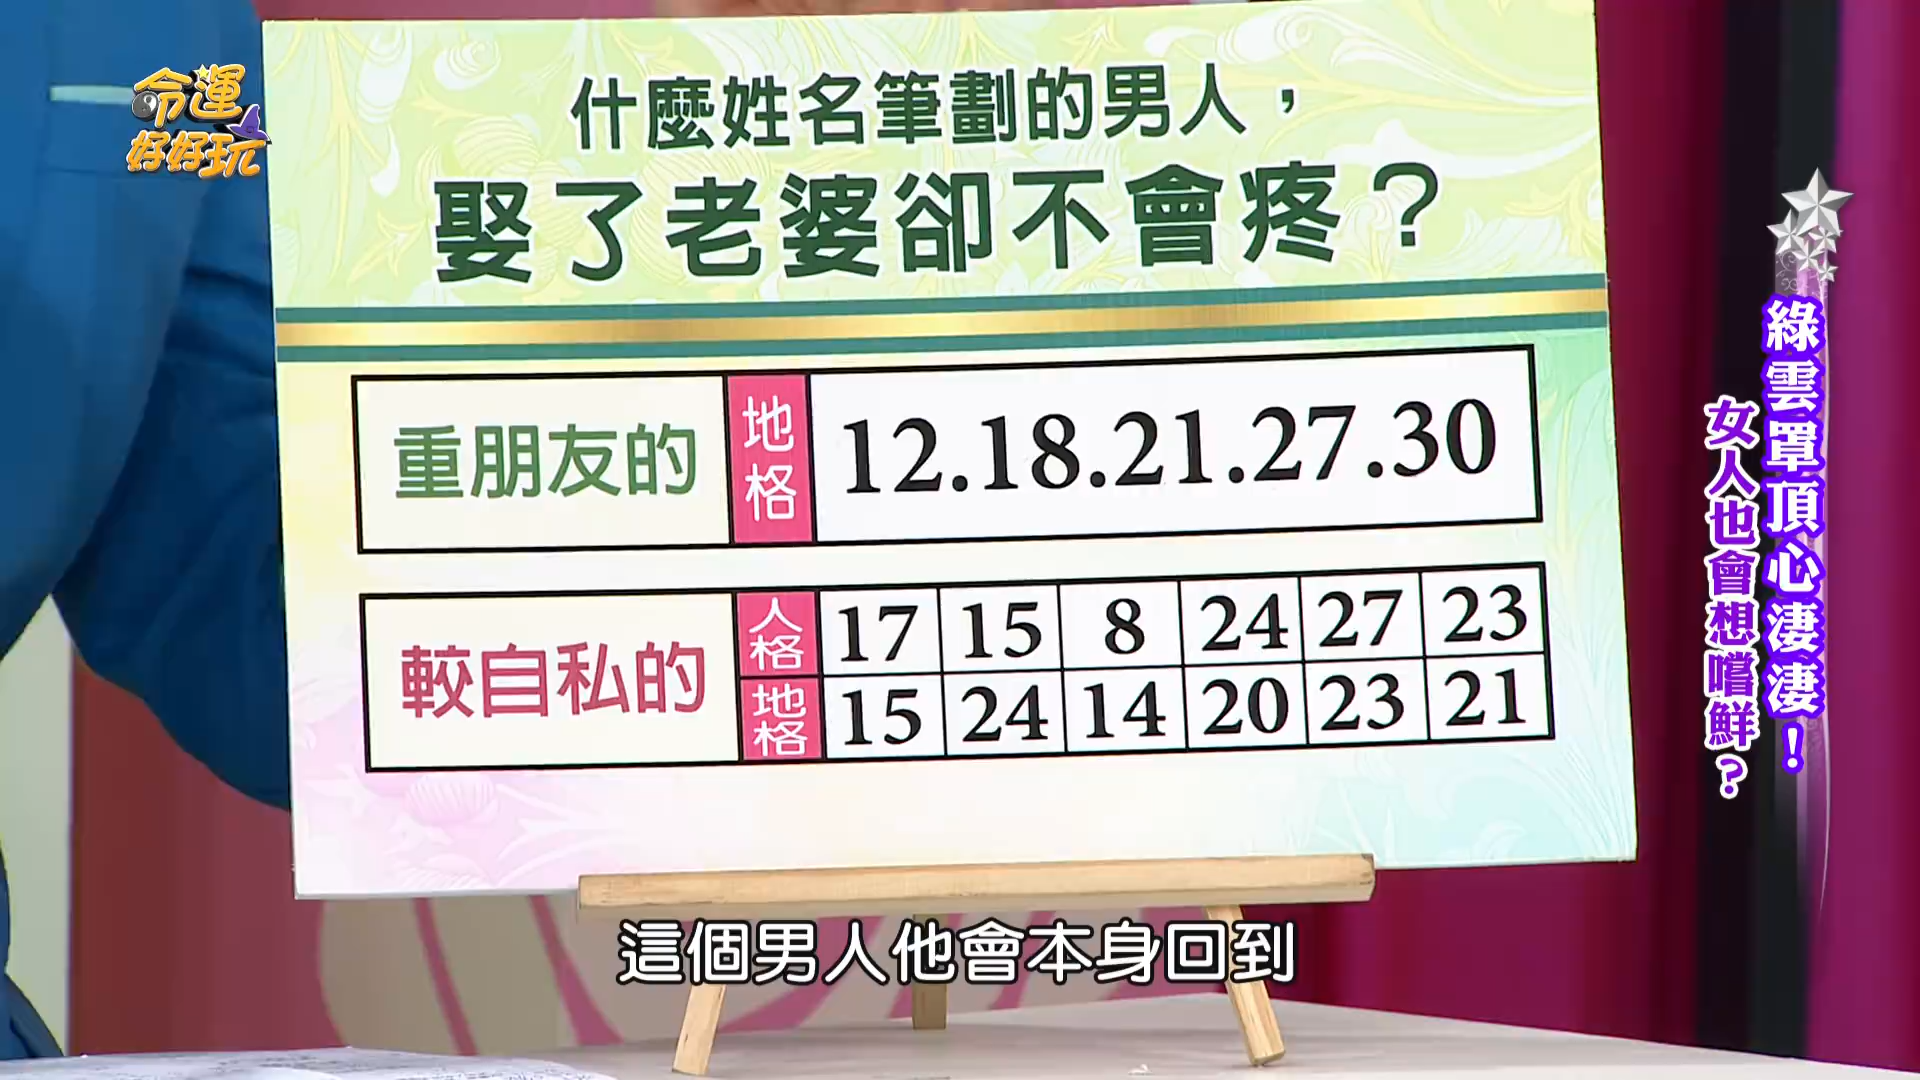 命運
好好玩
什麼姓名筆劃的男人，
娶了老婆卻不會疼？
重朋友的 地格 12.18.21.27.30
較自私的
人格 17 15 8 24 27 23
地格 15 24 14 20 23 21
綠雲罩頂心淒淒！
女人也會想嚐鮮？
這個男人他會本身回到